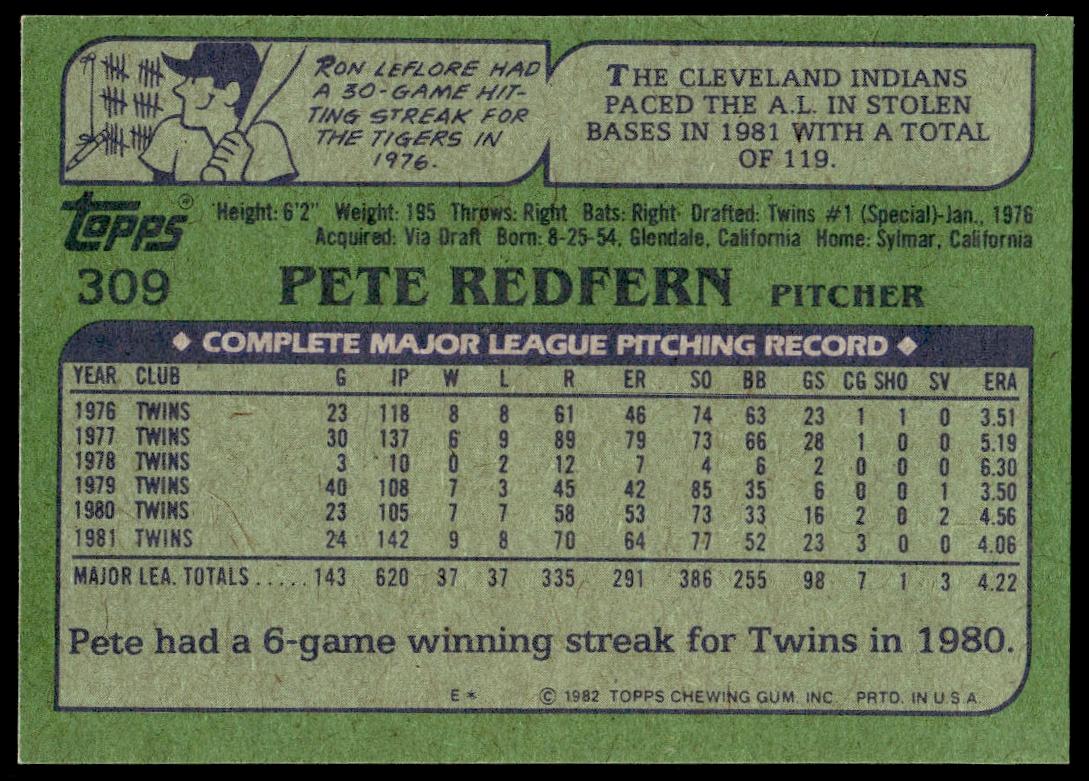 RON LEFLORE HAD
A 30-GAME HIT-
TING STREAK FOR
THE TIGERS IN
1976.
THE CLEVELAND INDIANS
PACED THE A.L. IN STOLEN
BASES IN 1981 WITH A TOTAL
OF 119.
TOPPS®
Height: 6'2" Weight: 195 Throws: Right Bats: Right Drafted: Twins #1 (Special)-Jan., 1976
Acquired: Via Draft Born: 8-25-54, Glendale, California Home: Sylmar, California
309 PETE REDFERN PITCHER
COMPLETE MAJOR LEAGUE PITCHING RECORD
YEAR CLUB G IP W L R ER SO BB GS CG SHO SV ERA
1976 TWINS 23 118 8 8 61 46 74 63 23 1 1 0 3.51
1977 TWINS 30 137 6 9 89 79 73 66 28 1 0 0 5.19
1978 TWINS 3 10 0 2 12 7 4 6 2 0 0 0 6.30
1979 TWINS 40 108 7 3 45 42 85 35 6 0 0 1 3.50
1980 TWINS 23 105 7 7 58 53 73 33 16 2 0 2 4.56
1981 TWINS 24 142 9 8 70 64 77 52 23 3 0 0 4.06
MAJOR LEA. TOTALS..... 143 620 37 37 335 291 386 255 98 7 1 3 4.22
Pete had a 6-game winning streak for Twins in 1980.
E* © 1982 TOPPS CHEWING GUM. INC. PRTD. IN U.S.A.